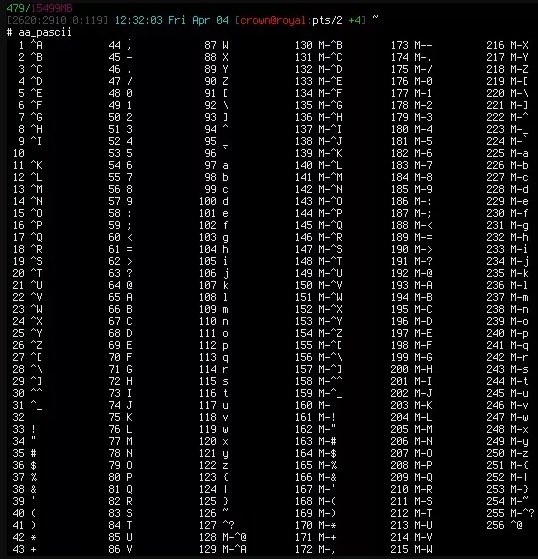 479/15499MB
[2620:2910 0:119] 12:32:03 Fri Apr 04 [crown@royal:pts/2 +4] ~
# aa_pascii
1 ^A 44 , 87 W 130 M-^B 173 M-- 216 M-X
2 ^B 45 - 88 X 131 M-^C 174 M-. 217 M-Y
3 ^C 46 . 89 Y 132 M-^D 175 M-/ 218 M-Z
4 ^D 47 / 90 Z 133 M-^E 176 M-0 219 M-[
5 ^E 48 0 91 [ 134 M-^F 177 M-1 220 M-\
6 ^F 49 1 92 \ 135 M-^G 178 M-2 221 M-]
7 ^G 50 2 93 ] 136 M-^H 179 M-3 222 M-^
8 ^H 51 3 94 ^ 137 M-^I 180 M-4 223 M-_
9 ^I 52 4 95 _ 138 M-^J 181 M-5 224 M-`
10 53 5 96 ` 139 M-^K 182 M-6 225 M-a
11 ^K 54 6 97 a 140 M-^L 183 M-7 226 M-b
12 ^L 55 7 98 b 141 M-^M 184 M-8 227 M-c
13 ^M 56 8 99 c 142 M-^N 185 M-9 228 M-d
14 ^N 57 9 100 d 143 M-^O 186 M-: 229 M-e
15 ^O 58 : 101 e 144 M-^P 187 M-; 230 M-f
16 ^P 59 ; 102 f 145 M-^Q 188 M-< 231 M-g
17 ^Q 60 < 103 g 146 M-^R 189 M-= 232 M-h
18 ^R 61 = 104 h 147 M-^S 190 M-> 233 M-i
19 ^S 62 > 105 i 148 M-^T 191 M-? 234 M-j
20 ^T 63 ? 106 j 149 M-^U 192 M-@ 235 M-k
21 ^U 64 @ 107 k 150 M-^V 193 M-A 236 M-l
22 ^V 65 A 108 l 151 M-^W 194 M-B 237 M-m
23 ^W 66 B 109 m 152 M-^X 195 M-C 238 M-n
24 ^X 67 C 110 n 153 M-^Y 196 M-D 239 M-o
25 ^Y 68 D 111 o 154 M-^Z 197 M-E 240 M-p
26 ^Z 69 E 112 p 155 M-^[ 198 M-F 241 M-q
27 ^[ 70 F 113 q 156 M-^\ 199 M-G 242 M-r
28 ^\ 71 G 114 r 157 M-^] 200 M-H 243 M-s
29 ^] 72 H 115 s 158 M-^^ 201 M-I 244 M-t
30 ^^ 73 I 116 t 159 M-^_ 202 M-J 245 M-u
31 ^_ 74 J 117 u 160 M- 203 M-K 246 M-v
32 75 K 118 v 161 M-! 204 M-L 247 M-w
33 ! 76 L 119 w 162 M-" 205 M-M 248 M-x
34 " 77 M 120 x 163 M-# 206 M-N 249 M-y
35 # 78 N 121 y 164 M-$ 207 M-O 250 M-z
36 $ 79 O 122 z 165 M-% 208 M-P 251 M-{
37 % 80 P 123 { 166 M-& 209 M-Q 252 M-|
38 & 81 Q 124 | 167 M-' 210 M-R 253 M-}
39 ' 82 R 125 } 168 M-( 211 M-S 254 M-~
40 ( 83 S 126 ~ 169 M-) 212 M-T 255 M-^?
41 ) 84 T 127 ^? 170 M-* 213 M-U 256 ^@
42 * 85 U 128 M-^@ 171 M-+ 214 M-V
43 + 86 V 129 M-^A 172 M-, 215 M-W